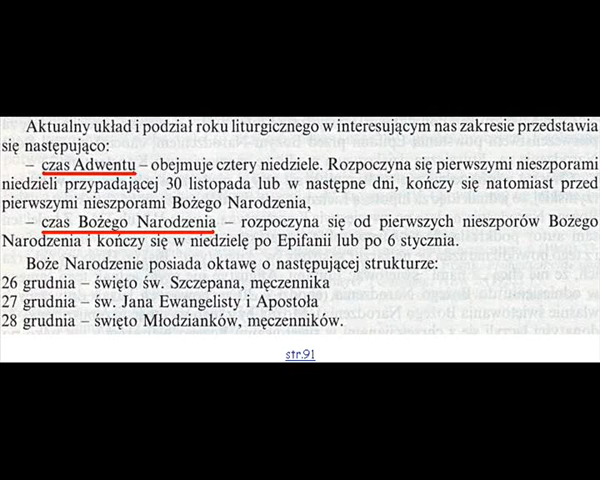 Aktualny układ i podział roku liturgicznego w interesującym nas zakresie przedstawia
się następująco:
– czas Adwentu – obejmuje cztery niedziele. Rozpoczyna się pierwszymi nieszporami
niedzieli przypadającej 30 listopada lub w następne dni, kończy się natomiast przed
pierwszymi nieszporami Bożego Narodzenia,
– czas Bożego Narodzenia – rozpoczyna się od pierwszych nieszporów Bożego
Narodzenia i kończy się w niedzielę po Epifanii lub po 6 stycznia.
Boże Narodzenie posiada oktawę o następującej strukturze:
26 grudnia – święto św. Szczepana, męczennika
27 grudnia – św. Jana Ewangelisty i Apostoła
28 grudnia – święto Młodzianków, męczenników.
str.91